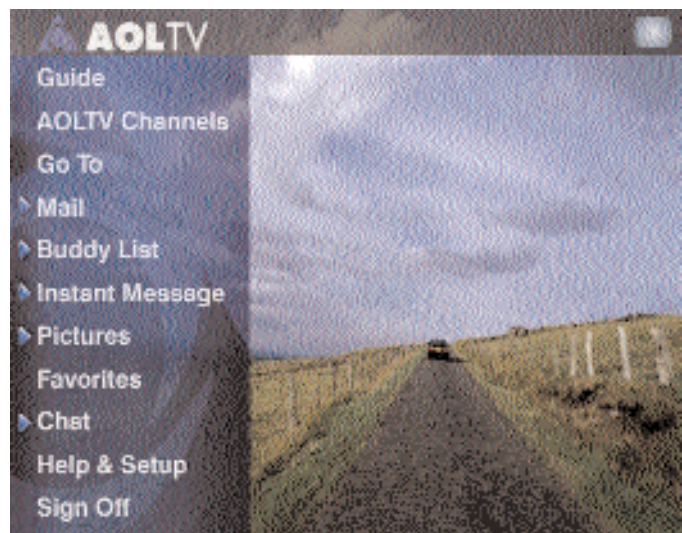 AOLTV
Guide
AOLTV Channels
Go To
Mail
Buddy List
Instant Message
Pictures
Favorites
Chat
Help & Setup
Sign Off